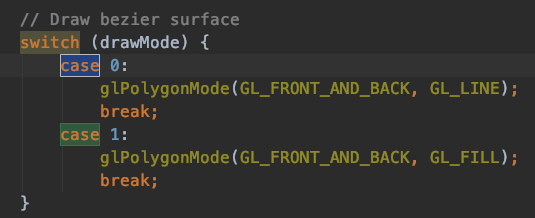 // Draw bezier surface
switch (drawMode) {
case 0:
glPolygonMode(GL_FRONT_AND_BACK, GL_LINE);
break;
case 1:
glPolygonMode(GL_FRONT_AND_BACK, GL_FILL);
break;
}